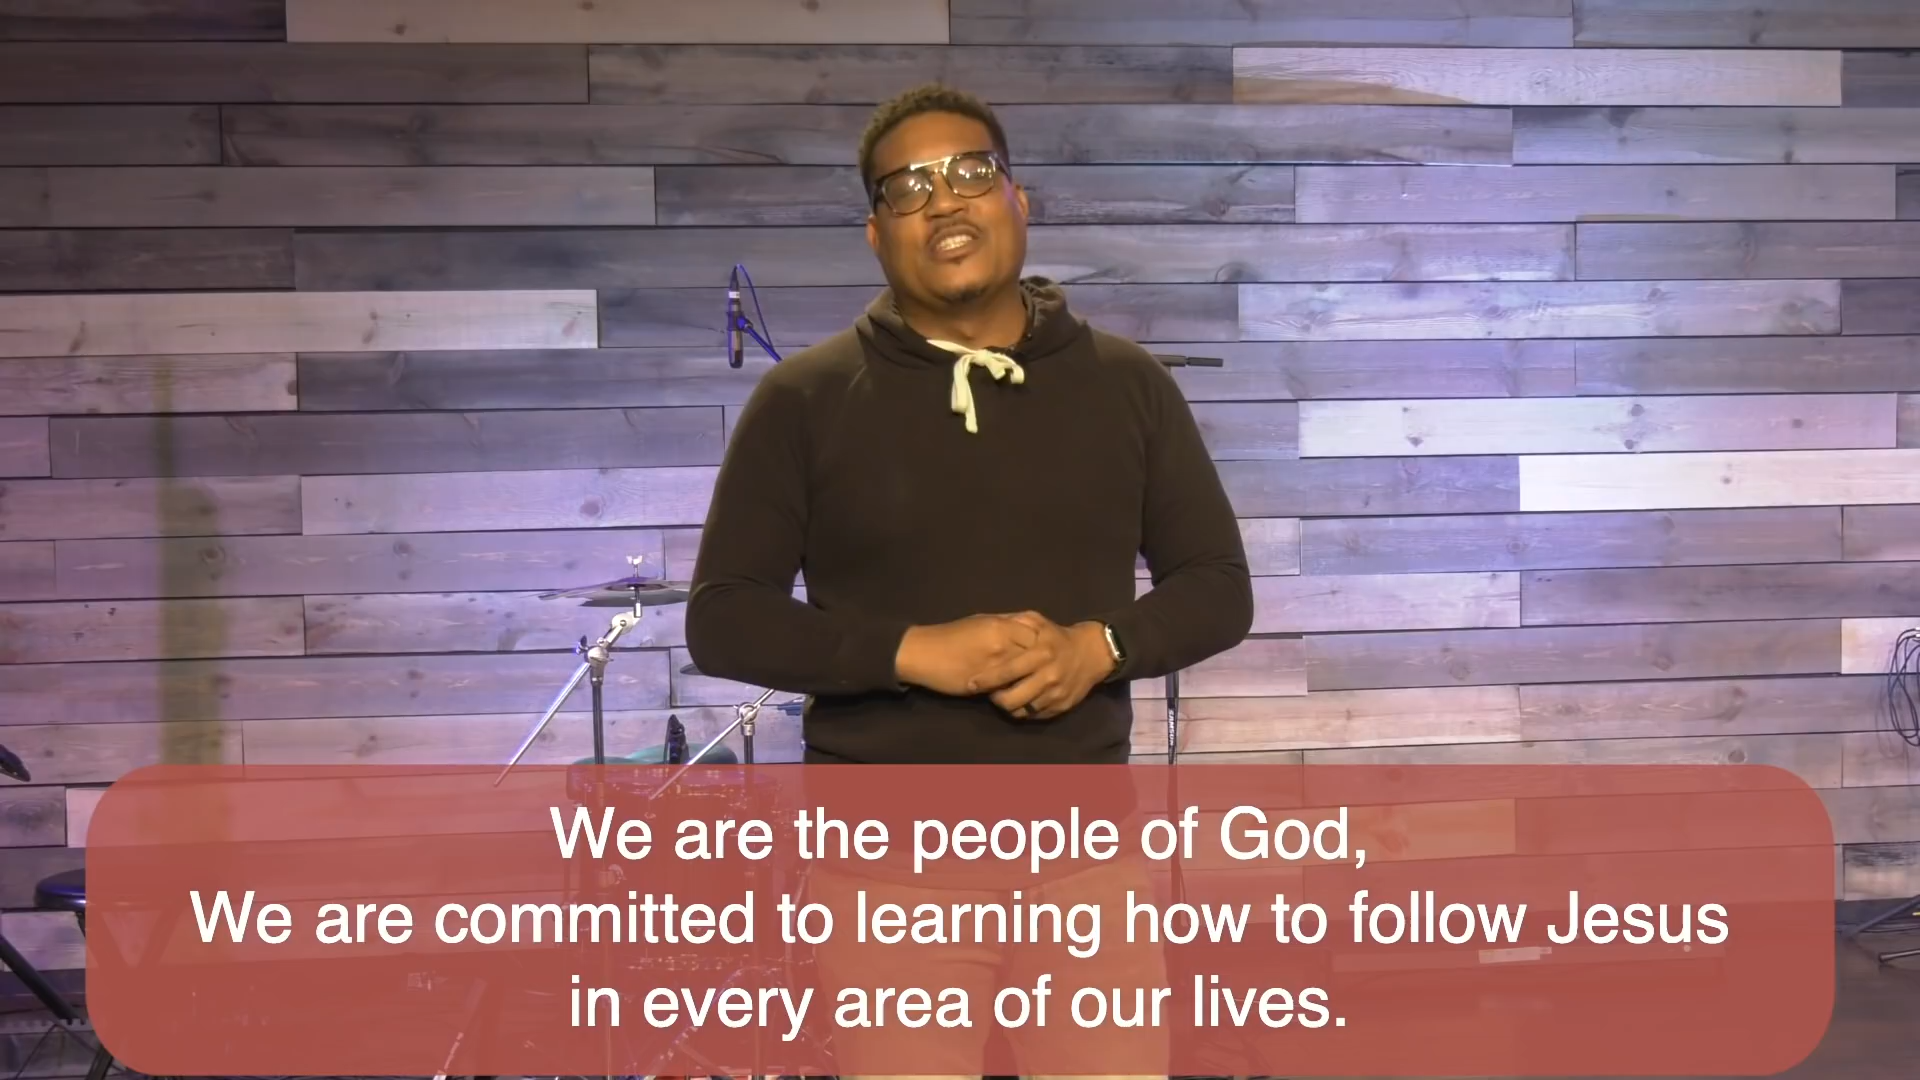 We are the people of God,
We are committed to learning how to follow Jesus
in every area of our lives.
SAMSON